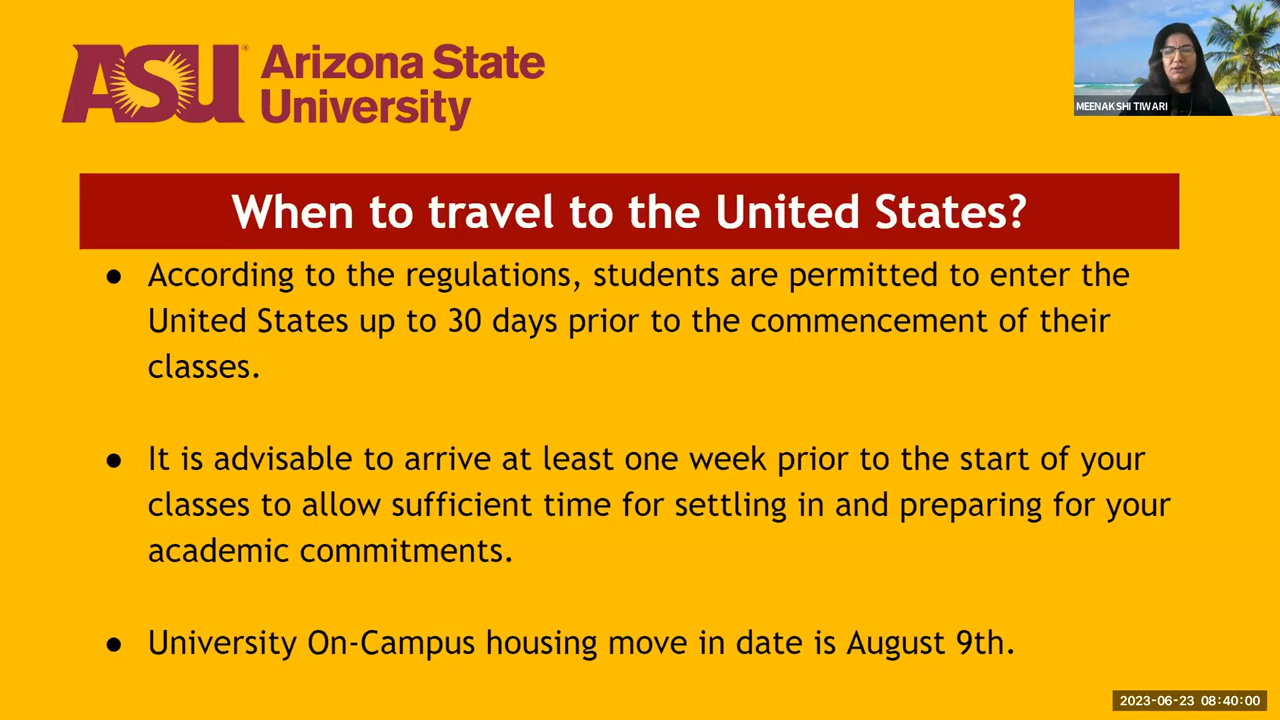 ASU®
Arizona State
University
MEENAKSHI TIWARI
When to travel to the United States?
● According to the regulations, students are permitted to enter the
United States up to 30 days prior to the commencement of their
classes.
● It is advisable to arrive at least one week prior to the start of your
classes to allow sufficient time for settling in and preparing for your
academic commitments.
● University On-Campus housing move in date is August 9th.
2023-06-23 08:40:00